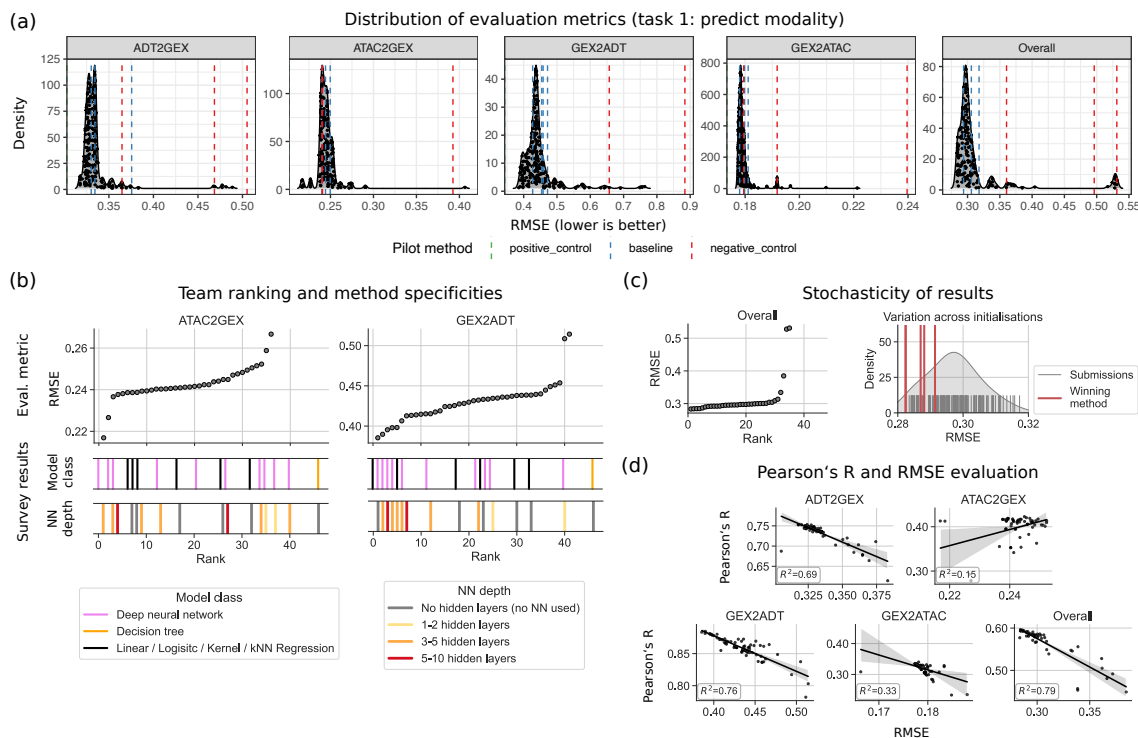 (a) Distribution of evaluation metrics (task 1: predict modality)
ADT2GEX ATAC2GEX GEX2ADT GEX2ATAC Overall
Density
125
100
75
50
25
0
0.35 0.40 0.45 0.50
125
100
75
50
25
0
0.25 0.30 0.35 0.40
40
30
20
10
0
0.4 0.5 0.6 0.7 0.8 0.9
800
600
400
200
0
0.18 0.20 0.22 0.24
80
60
40
20
0
0.30 0.35 0.40 0.45 0.50 0.55
RMSE (lower is better)
Pilot method positive_control baseline negative_control
(b) Team ranking and method specificities
ATAC2GEX GEX2ADT
Eval. metric
RMSE
0.26
0.24
0.22
0.50
0.45
0.40
Survey results
Model class
NN depth
0 10 20 30 40
0 10 20 30 40
Rank Rank
Model class
Deep neural network
Decision tree
Linear / Logisitc / Kernel / kNN Regression
NN depth
No hidden layers (no NN used)
1-2 hidden layers
3-5 hidden layers
5-10 hidden layers
(c) Stochasticity of results
Overall
RMSE
0.5
0.4
0.3
0 20 40
Rank
Variation across initialisations
Density
50
25
0
0.28 0.30 0.32
RMSE
Submissions
Winning method
(d) Pearson‘s R and RMSE evaluation
ADT2GEX ATAC2GEX
Pearson‘s R
0.75
0.70
0.65
R²=0.69
0.325 0.350 0.375
0.40
0.35
0.30
R²=0.15
0.22 0.24
GEX2ADT GEX2ATAC Overall
Pearson‘s R
0.85
0.80
R²=0.76
0.40 0.45 0.50
0.40
0.30
R²=0.33
0.16 0.18
0.60
0.50
R²=0.79
0.30 0.35
RMSE